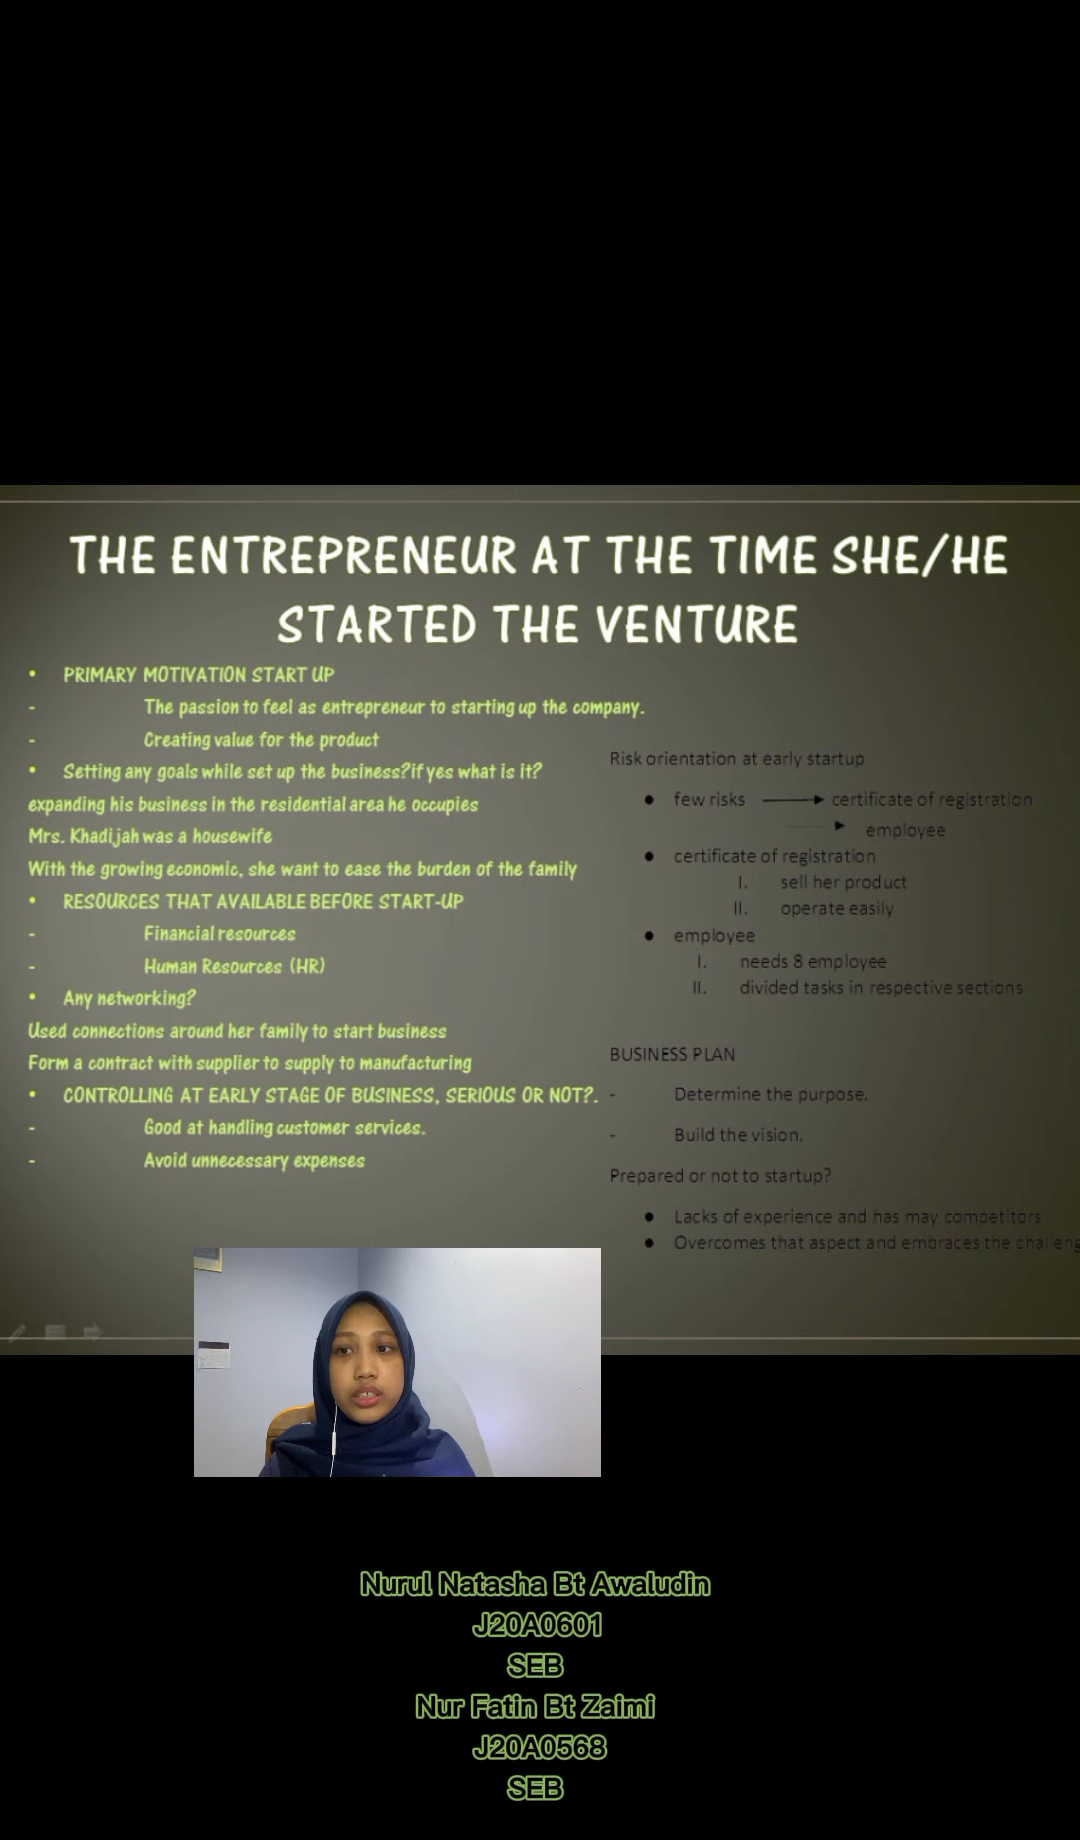 THE ENTREPRENEUR AT THE TIME SHE/HE
STARTED THE VENTURE
• PRIMARY MOTIVATION START UP
- The passion to feel as entrepreneur to starting up the company.
- Creating value for the product
• Setting any goals while set up the business?if yes what is it?
expanding his business in the residential area he occupies
Mrs. Khadijah was a housewife
With the growing economic, she want to ease the burden of the family
• RESOURCES THAT AVAILABLE BEFORE START-UP
- Financial resources
- Human Resources (HR)
• Any networking?
Used connections around her family to start business
Form a contract with supplier to supply to manufacturing
• CONTROLLING AT EARLY STAGE OF BUSINESS, SERIOUS OR NOT?.
- Good at handling customer services.
- Avoid unnecessary expenses
Risk orientation at early startup
● few risks → certificate of registration
→ employee
● certificate of registration
I. sell her product
II. operate easily
● employee
I. needs 8 employee
II. divided tasks in respective sections
BUSINESS PLAN
- Determine the purpose.
- Build the vision.
Prepared or not to startup?
● Lacks of experience and has may competitors
● Overcomes that aspect and embraces the challeng
Nurul Natasha Bt Awaludin
J20A0601
SEB
Nur Fatin Bt Zaimi
J20A0568
SEB